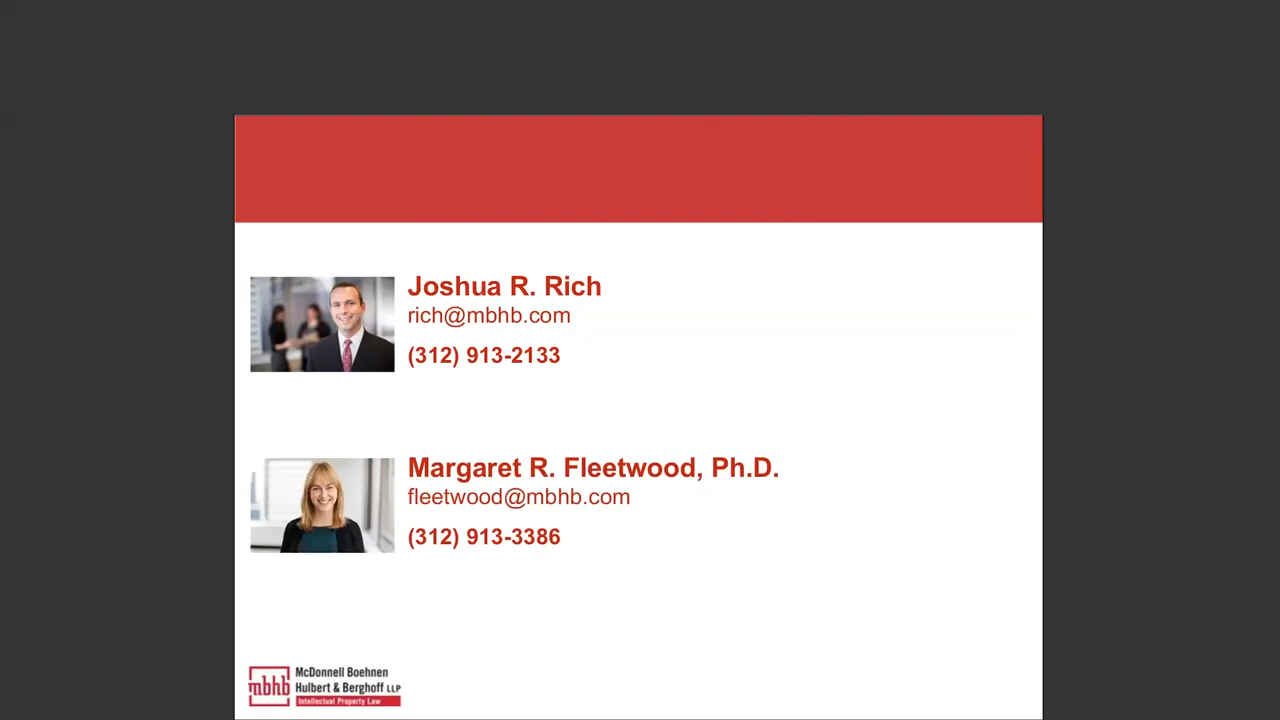 Joshua R. Rich
rich@mbhb.com
(312) 913-2133
Margaret R. Fleetwood, Ph.D.
fleetwood@mbhb.com
(312) 913-3386
mbhb
McDonnell Boehnen
Hulbert & Berghoff LLP
Intellectual Property Law